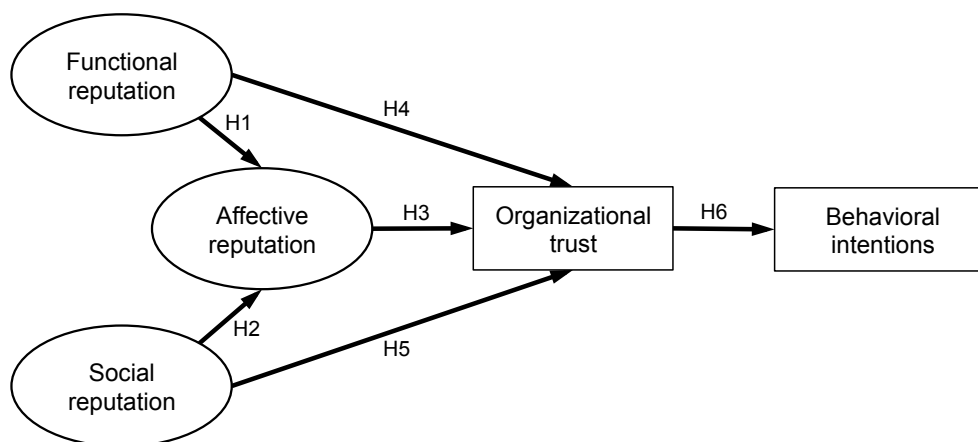 Functional
reputation
H4
H1
Affective
reputation
H3
Organizational
trust
H6
Behavioral
intentions
H2
H5
Social
reputation